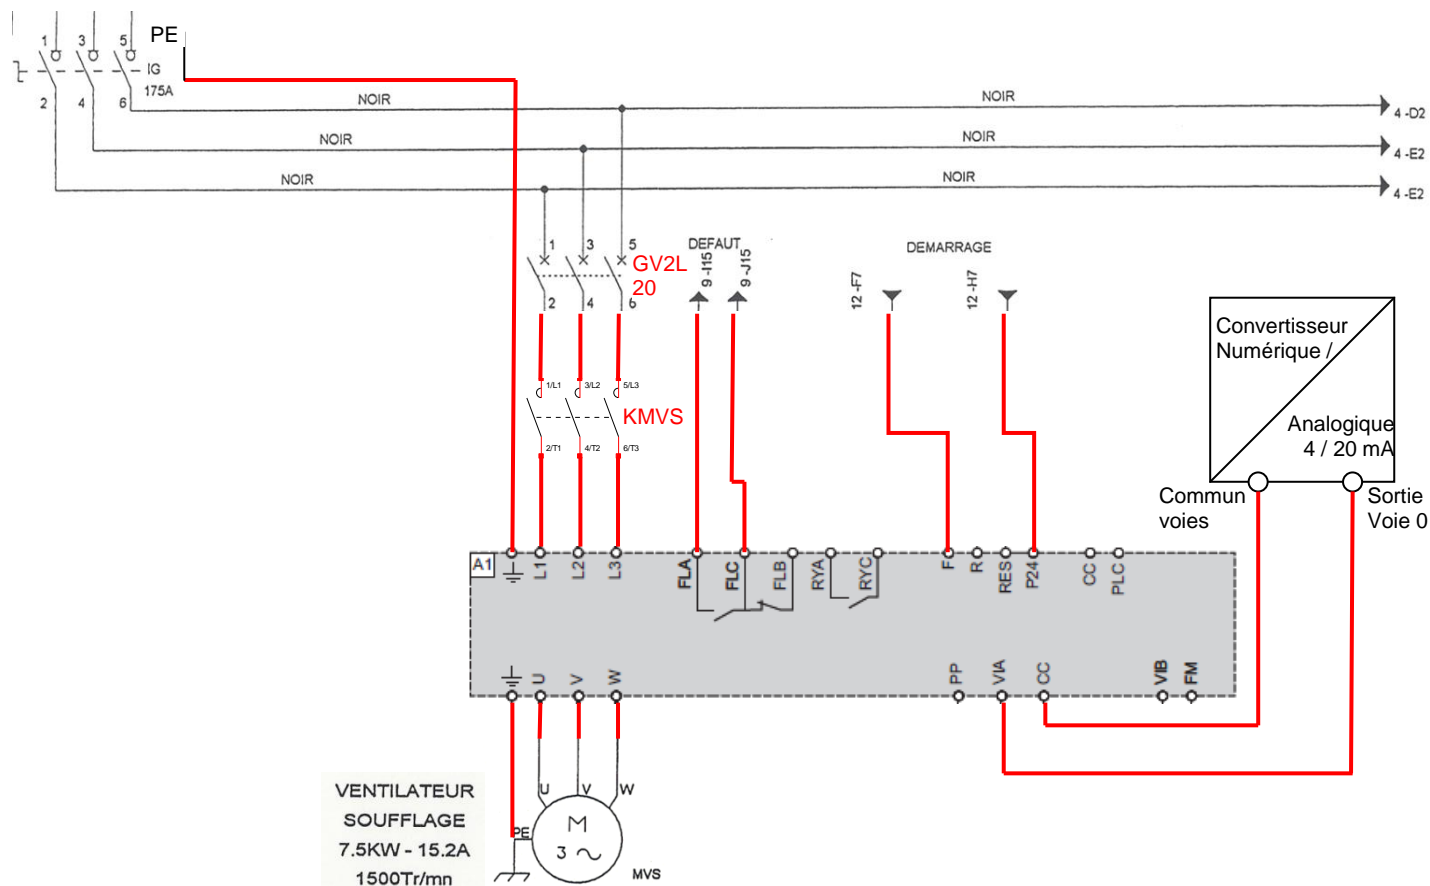 PE
1 3 5
IG
175A
2 4 6
NOIR NOIR
4 -D2
NOIR NOIR
4 -E2
NOIR NOIR
4 -E2
1 3 5
GV2L
20
2 4 6
DEFAUT
9 -I15
9 -J15
DEMARRAGE
12 -F7
12 -H7
Convertisseur
Numérique /
Analogique
4 / 20 mA
Commun
voies
Sortie
Voie 0
1/L1 3/L2 5/L3
KMVS
2/T1 4/T2 6/T3
A1
L1 L2 L3 FLA FLC FLB RYA RYC F R RES P24 CC PLC
U V W PP VIA CC VIB FM
U V W
PE
M
3 ~
MVS
VENTILATEUR
SOUFFLAGE
7.5KW - 15.2A
1500Tr/mn